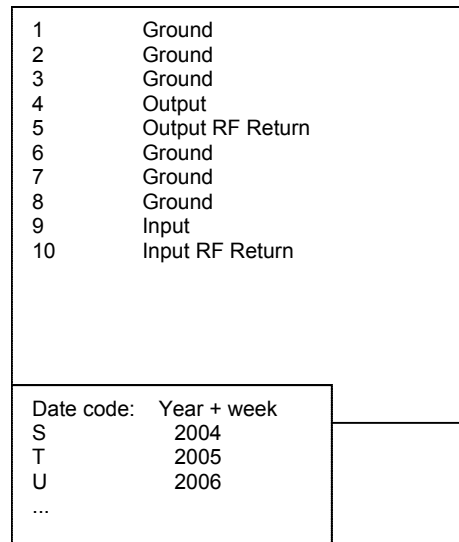 1 Ground
2 Ground
3 Ground
4 Output
5 Output RF Return
6 Ground
7 Ground
8 Ground
9 Input
10 Input RF Return
Date code: Year + week
S 2004
T 2005
U 2006
...